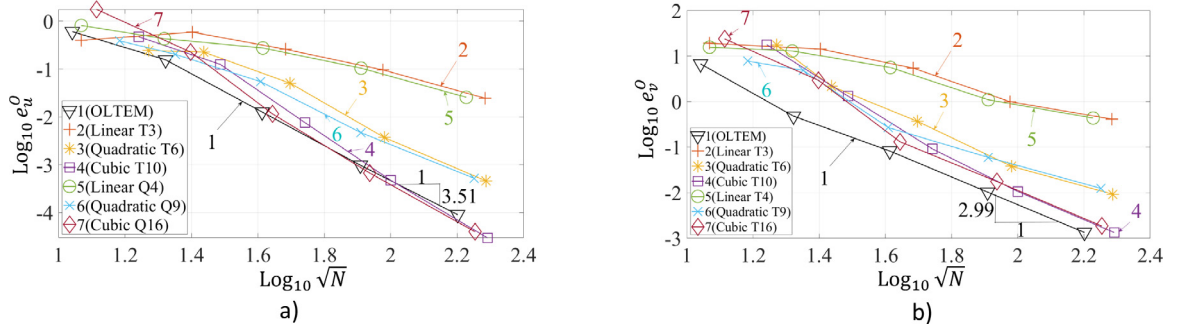 Log₁₀ e_u^O
0
-1
-2
-3
-4
1 1.2 1.4 1.6 1.8 2 2.2 2.4
Log₁₀ √N
7
2
3
5
1
6
4
1
3.51
1(OLTEM)
2(Linear T3)
3(Quadratic T6)
4(Cubic T10)
5(Linear Q4)
6(Quadratic Q9)
7(Cubic Q16)
a)
Log₁₀ e_v^O
2
1
0
-1
-2
-3
1 1.2 1.4 1.6 1.8 2 2.2 2.4
Log₁₀ √N
7
2
6
3
5
1
2.99
1
4
1(OLTEM)
2(Linear T3)
3(Quadratic T6)
4(Cubic T10)
5(Linear T4)
6(Quadratic T9)
7(Cubic T16)
b)